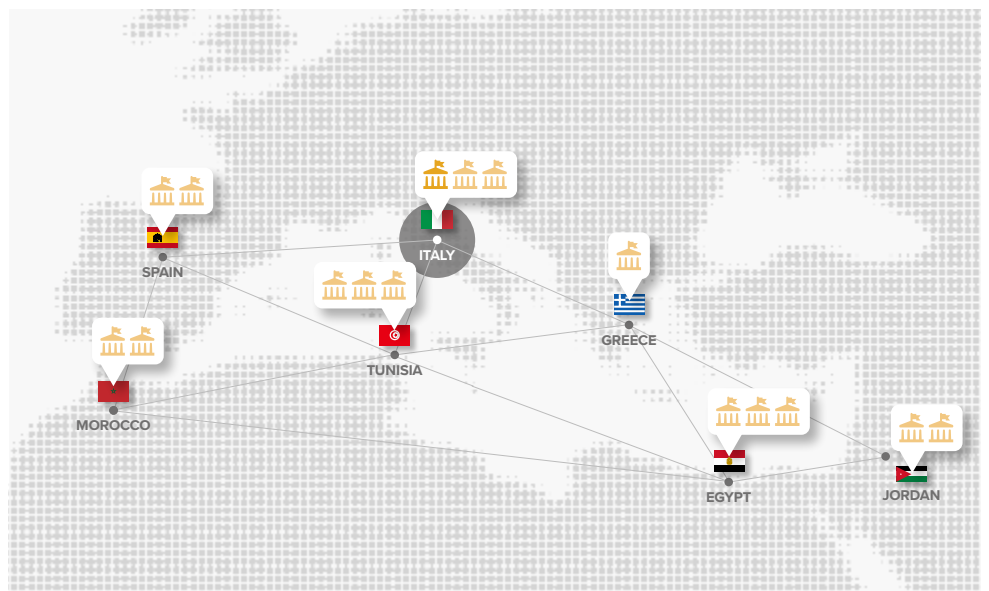 SPAIN
ITALY
TUNISIA
GREECE
MOROCCO
EGYPT
JORDAN